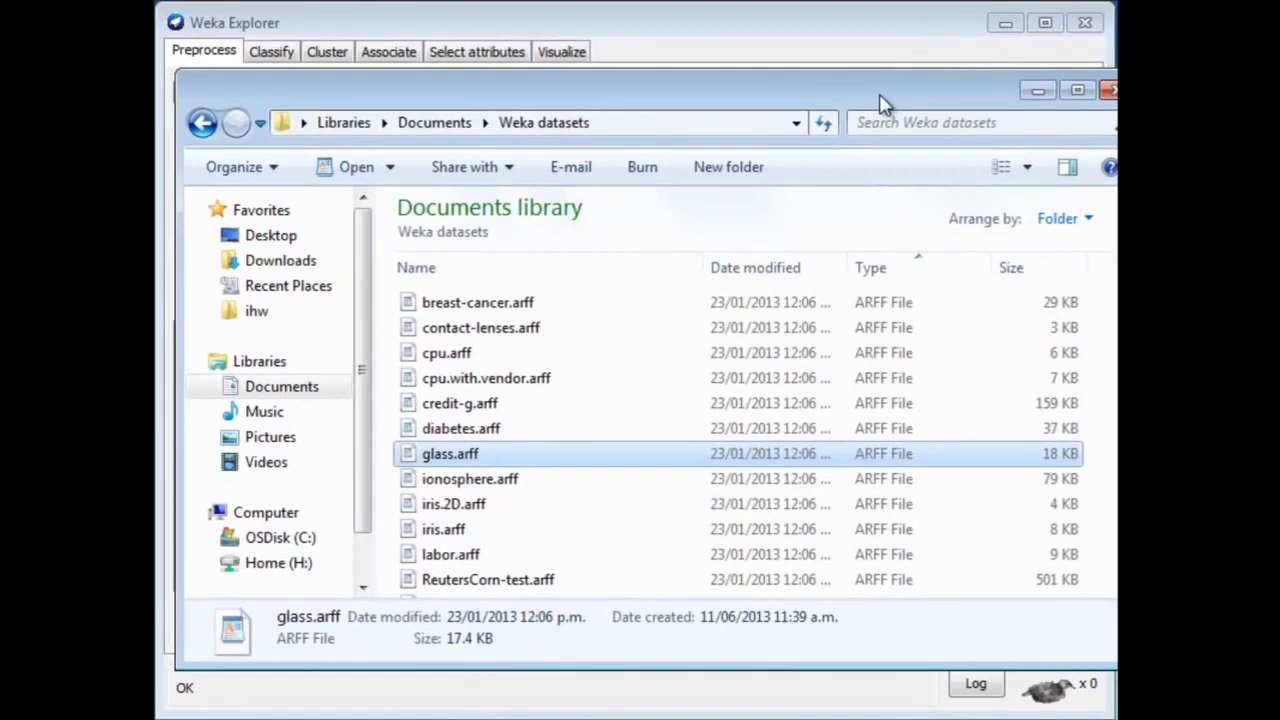 Weka Explorer
Preprocess Classify Cluster Associate Select attributes Visualize
Libraries Documents Weka datasets Search Weka datasets
Organize Open Share with E-mail Burn New folder
Favorites
Desktop
Downloads
Recent Places
ihw
Libraries
Documents
Music
Pictures
Videos
Computer
OSDisk (C:)
Home (H:)
Documents library
Weka datasets
Arrange by: Folder
Name Date modified Type Size
breast-cancer.arff 23/01/2013 12:06 ... ARFF File 29 KB
contact-lenses.arff 23/01/2013 12:06 ... ARFF File 3 KB
cpu.arff 23/01/2013 12:06 ... ARFF File 6 KB
cpu.with.vendor.arff 23/01/2013 12:06 ... ARFF File 7 KB
credit-g.arff 23/01/2013 12:06 ... ARFF File 159 KB
diabetes.arff 23/01/2013 12:06 ... ARFF File 37 KB
glass.arff 23/01/2013 12:06 ... ARFF File 18 KB
ionosphere.arff 23/01/2013 12:06 ... ARFF File 79 KB
iris.2D.arff 23/01/2013 12:06 ... ARFF File 4 KB
iris.arff 23/01/2013 12:06 ... ARFF File 8 KB
labor.arff 23/01/2013 12:06 ... ARFF File 9 KB
ReutersCorn-test.arff 23/01/2013 12:06 ... ARFF File 501 KB
glass.arff Date modified: 23/01/2013 12:06 p.m. Date created: 11/06/2013 11:39 a.m.
ARFF File Size: 17.4 KB
OK Log x 0